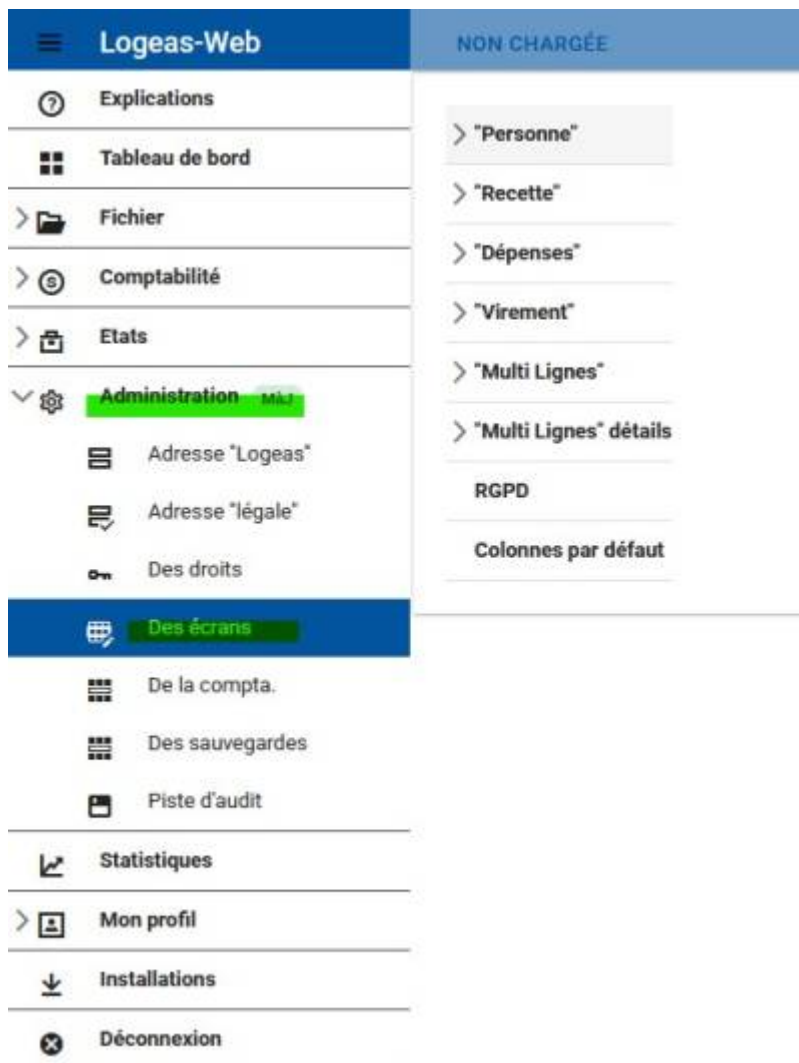 Logeas-Web
Explications
Tableau de bord
Fichier
Comptabilité
Etats
Administration MàJ
Adresse "Logeas"
Adresse "légale"
Des droits
Des écrans
De la compta.
Des sauvegardes
Piste d'audit
Statistiques
Mon profil
Installations
Déconnexion
NON CHARGÉE
"Personne"
"Recette"
"Dépenses"
"Virement"
"Multi Lignes"
"Multi Lignes" détails
RGPD
Colonnes par défaut